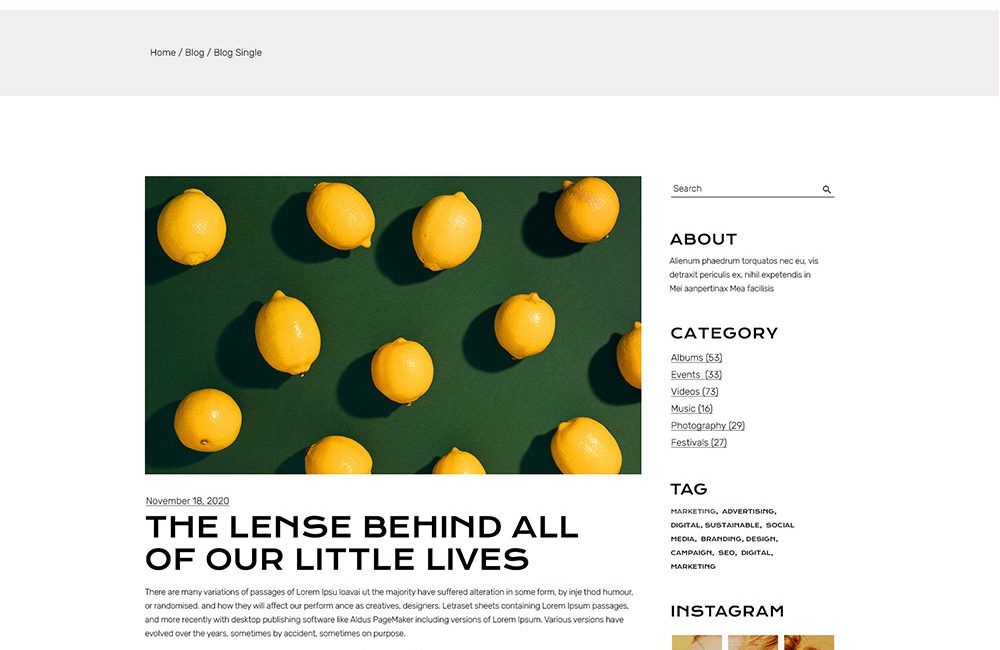 Home / Blog / Blog Single
Search
November 18, 2020
THE LENSE BEHIND ALL
OF OUR LITTLE LIVES
There are many variations of passages of Lorem Ipsu loavai ut the majority have suffered alteration in some form, by inje thod humour,
or randomised. and how they will affect our perform ance as creatives, designers. Letraset sheets containing Lorem Ipsum passages,
and more recently with desktop publishing software like Aldus PageMaker including versions of Lorem Ipsum. Various versions have
evolved over the years, sometimes by accident, sometimes on purpose.
ABOUT
Alienum phaedrum torquatos nec eu, vis
detraxit periculis ex, nihil expetendis in
Mei aanpertinax Mea facilisis
CATEGORY
Albums (53)
Events (33)
Videos (73)
Music (16)
Photography (29)
Festivals (27)
TAG
MARKETING, ADVERTISING,
DIGITAL, SUSTAINABLE, SOCIAL
MEDIA, BRANDING, DESIGN,
CAMPAIGN, SEO, DIGITAL,
MARKETING
INSTAGRAM